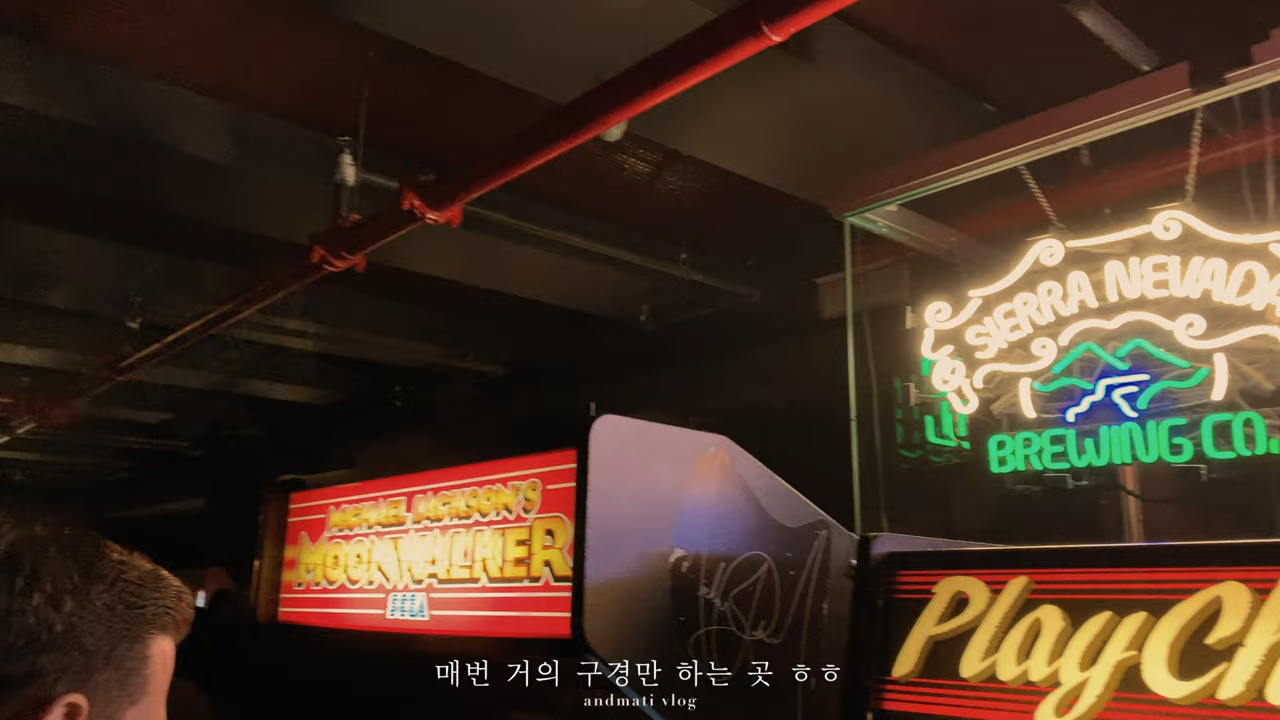 SIERRA NEVADA
BREWING CO.
MICHAEL JACKSON'S
MOONWALKER
SEGA
매번 거의 구경만 하는 곳 ㅎㅎ
andmati vlog